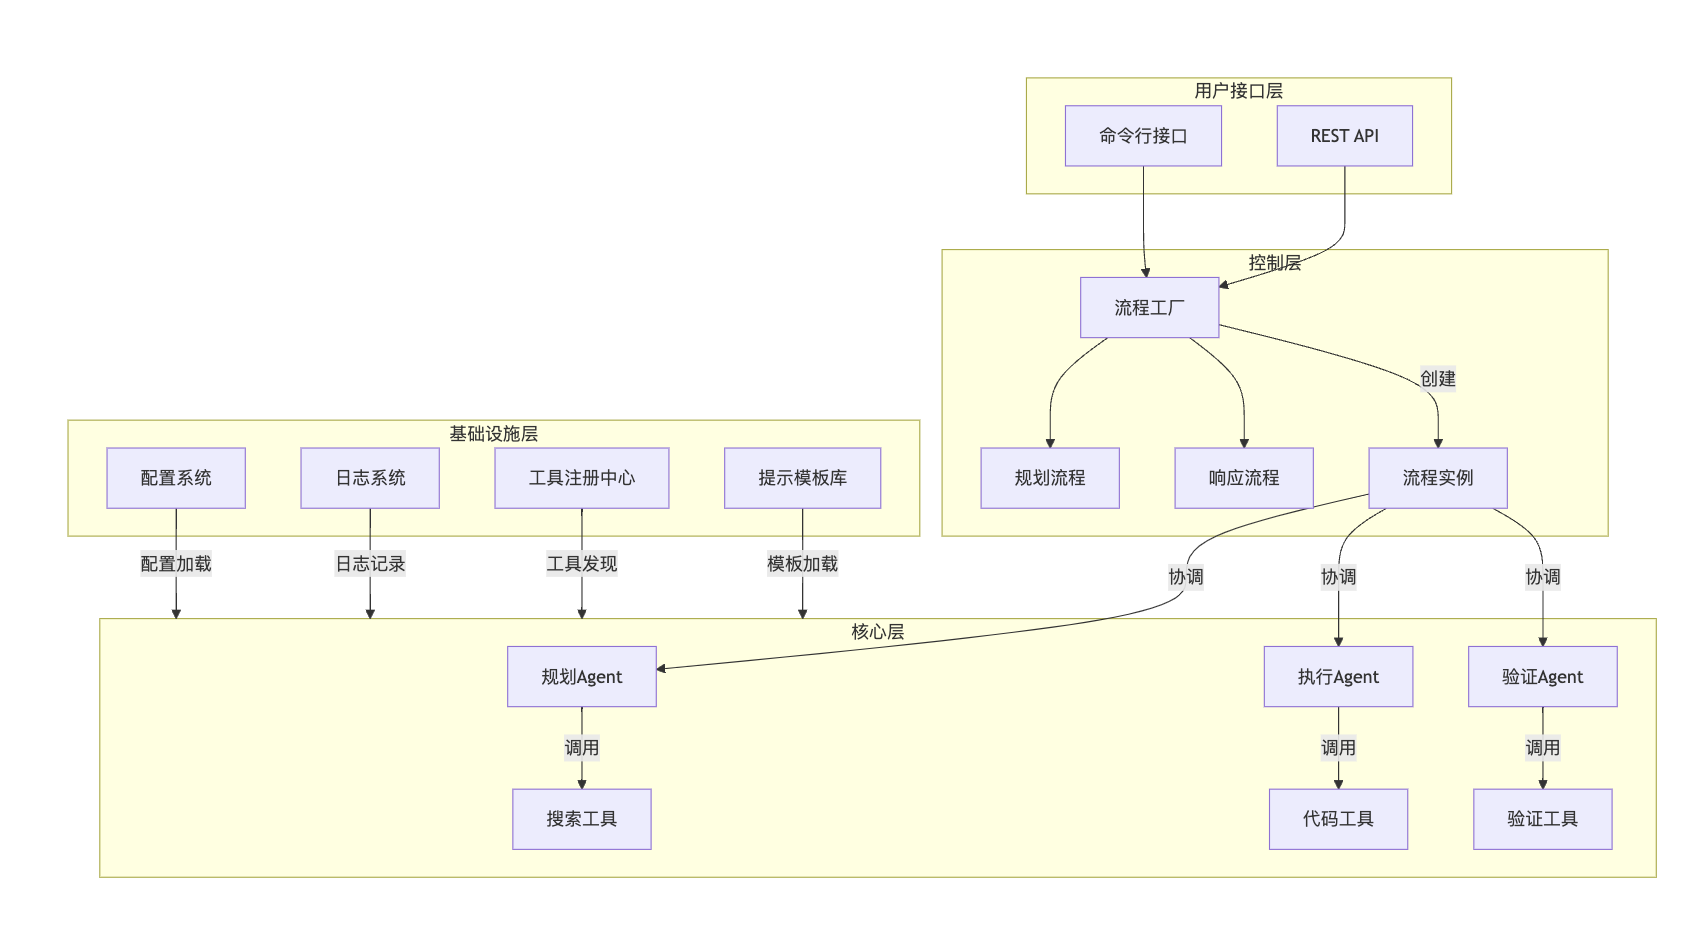 用户接口层
命令行接口
REST API
控制层
流程工厂
创建
规划流程
响应流程
流程实例
基础设施层
配置系统
日志系统
工具注册中心
提示模板库
配置加载
日志记录
工具发现
模板加载
协调
协调
协调
核心层
规划Agent
执行Agent
验证Agent
调用
调用
调用
搜索工具
代码工具
验证工具